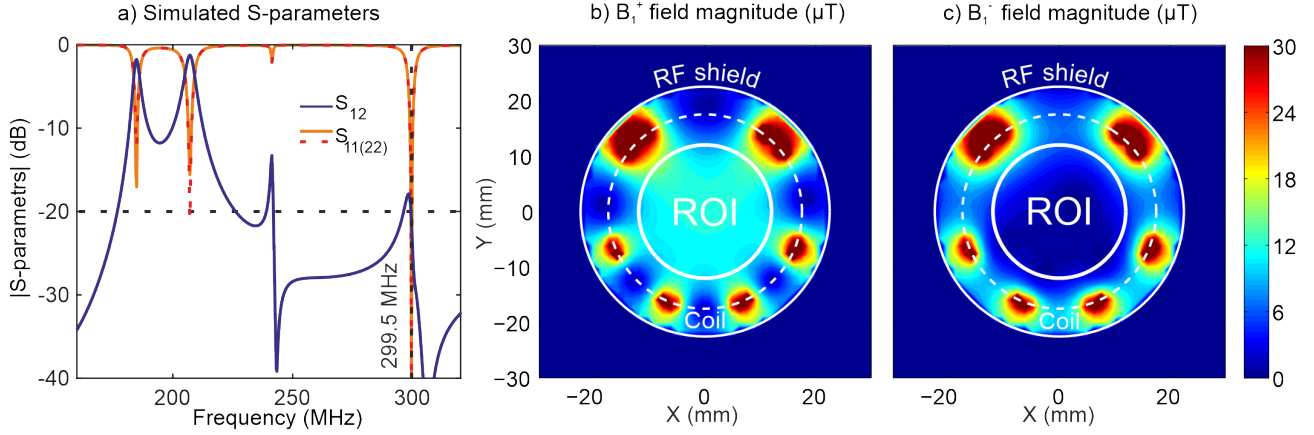 a) Simulated S-parameters
0
-10
-20
-30
-40
|S-parametrs| (dB)
S12
S11(22)
299.5 MHz
200
250
300
Frequency (MHz)
b) B1+ field magnitude (µT)
30
20
10
0
−10
−20
−30
Y (mm)
RF shield
ROI
Coil
−20
0
20
X (mm)
c) B1- field magnitude (µT)
RF shield
ROI
Coil
−20
0
20
X (mm)
30
24
18
12
6
0